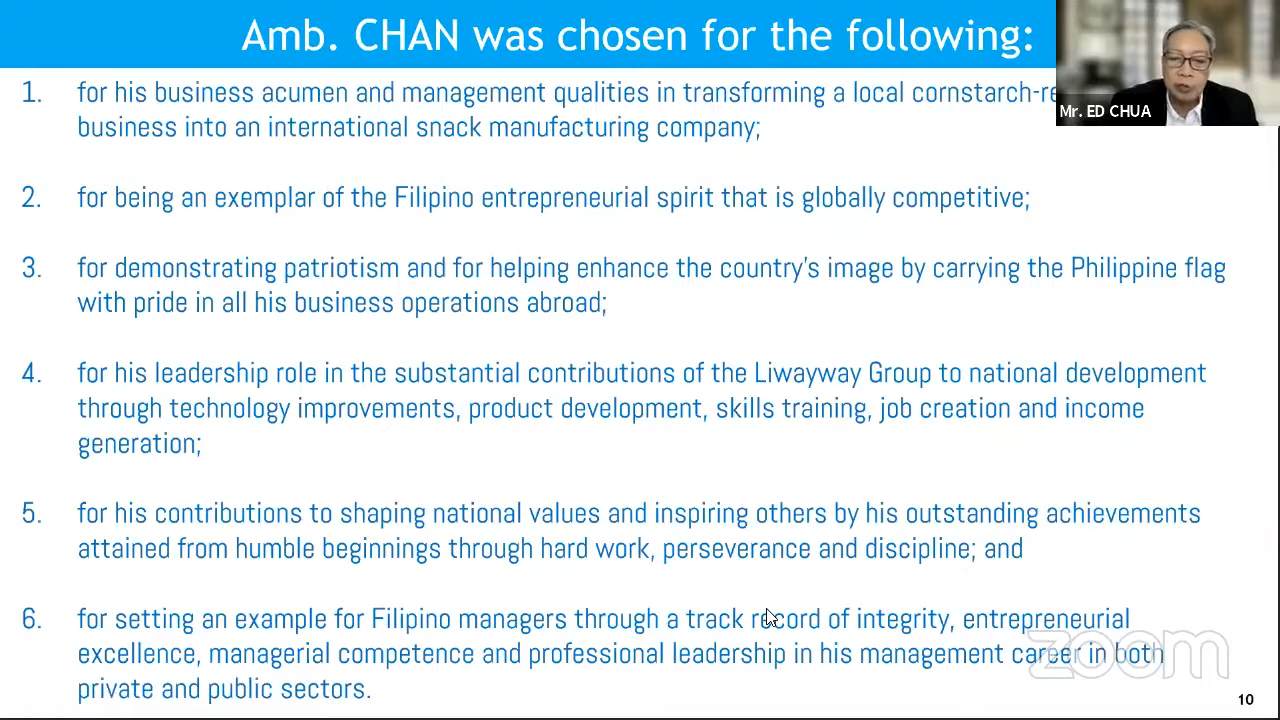 Amb. CHAN was chosen for the following:
Mr. ED CHUA
1. for his business acumen and management qualities in transforming a local cornstarch-re
business into an international snack manufacturing company;
2. for being an exemplar of the Filipino entrepreneurial spirit that is globally competitive;
3. for demonstrating patriotism and for helping enhance the country's image by carrying the Philippine flag
with pride in all his business operations abroad;
4. for his leadership role in the substantial contributions of the Liwayway Group to national development
through technology improvements, product development, skills training, job creation and income
generation;
5. for his contributions to shaping national values and inspiring others by his outstanding achievements
attained from humble beginnings through hard work, perseverance and discipline; and
6. for setting an example for Filipino managers through a track record of integrity, entrepreneurial
excellence, managerial competence and professional leadership in his management career in both
private and public sectors.
zoom
10